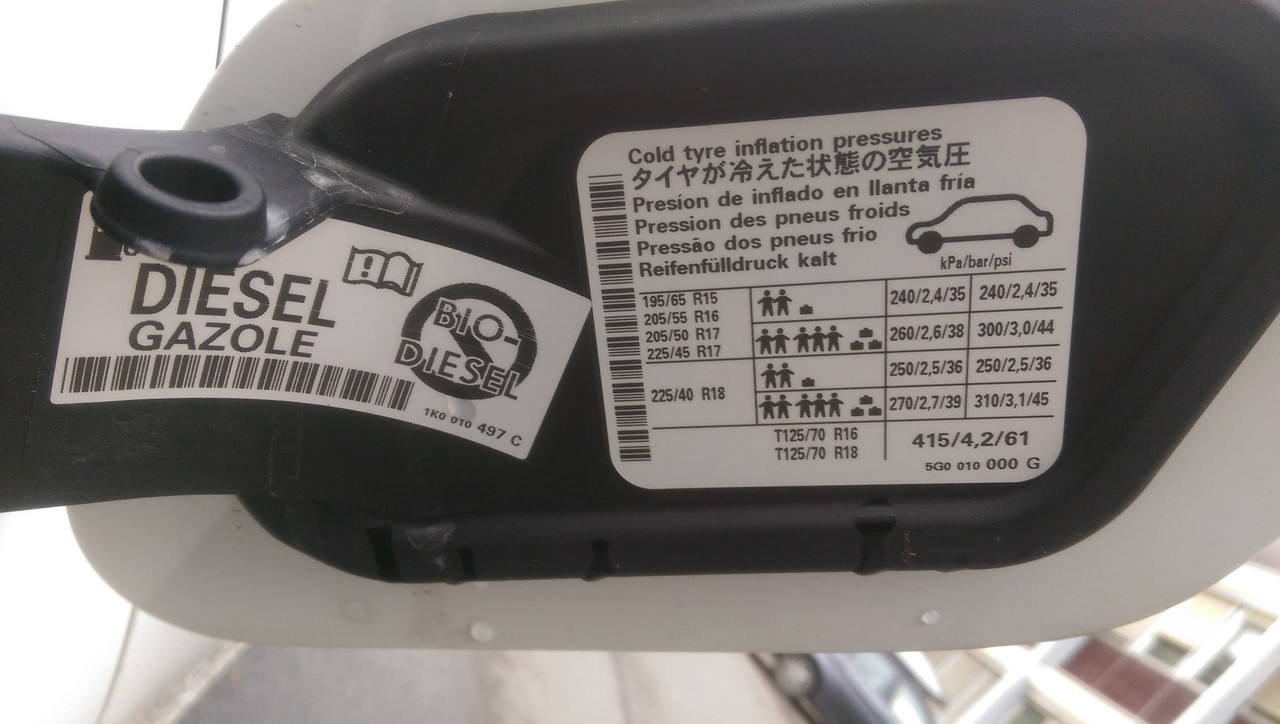 DIESEL
GAZOLE
BIO-
DIESEL
1K0 010 497 C
Cold tyre inflation pressures
タイヤが冷えた状態の空気圧
Presion de inflado en llanta fría
Pression des pneus froids
Pressão dos pneus frio
Reifenfülldruck kalt
kPa/bar/psi
195/65 R15
205/55 R16
205/50 R17
225/45 R17
240/2,4/35 240/2,4/35
260/2,6/38 300/3,0/44
225/40 R18
250/2,5/36 250/2,5/36
270/2,7/39 310/3,1/45
T125/70 R16
T125/70 R18
415/4,2/61
5G0 010 000 G